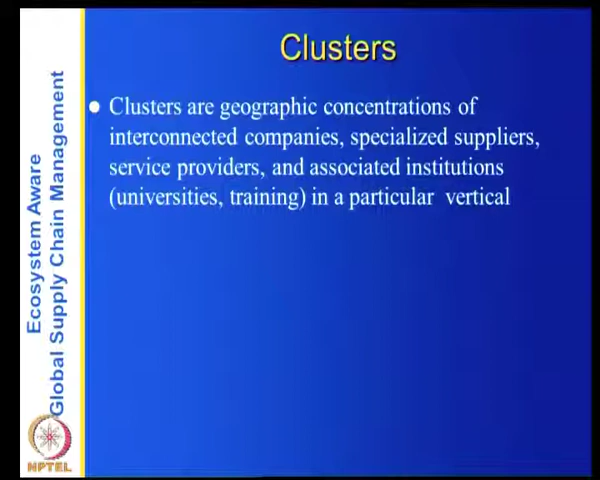 Clusters
Clusters are geographic concentrations of
interconnected companies, specialized suppliers,
service providers, and associated institutions
(universities, training) in a particular vertical
Ecosystem Aware
Global Supply Chain Management
NPTEL